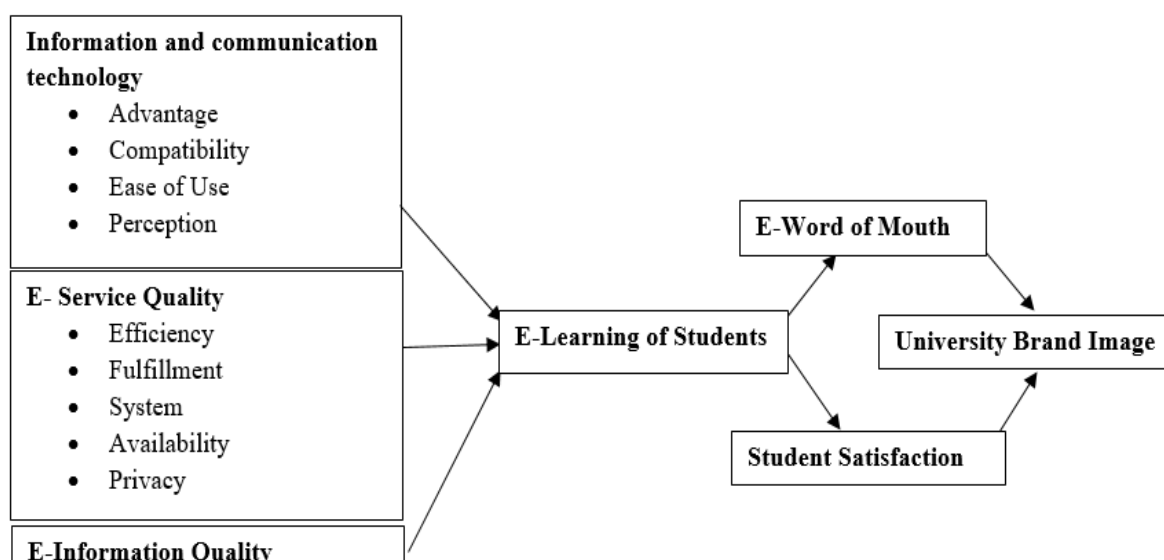 Information and communication
technology
• Advantage
• Compatibility
• Ease of Use
• Perception
E- Service Quality
• Efficiency
• Fulfillment
• System
• Availability
• Privacy
E-Information Quality
E-Learning of Students
E-Word of Mouth
Student Satisfaction
University Brand Image